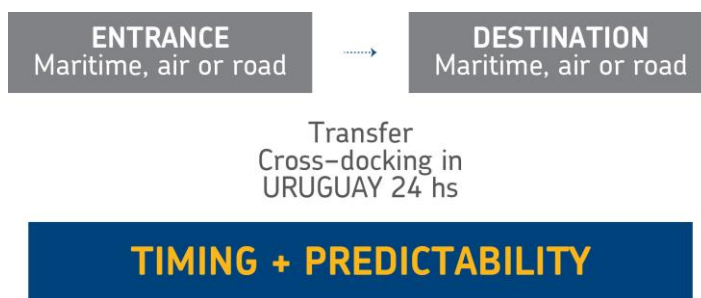 ENTRANCE
Maritime, air or road
DESTINATION
Maritime, air or road
Transfer
Cross-docking in
URUGUAY 24 hs
TIMING + PREDICTABILITY